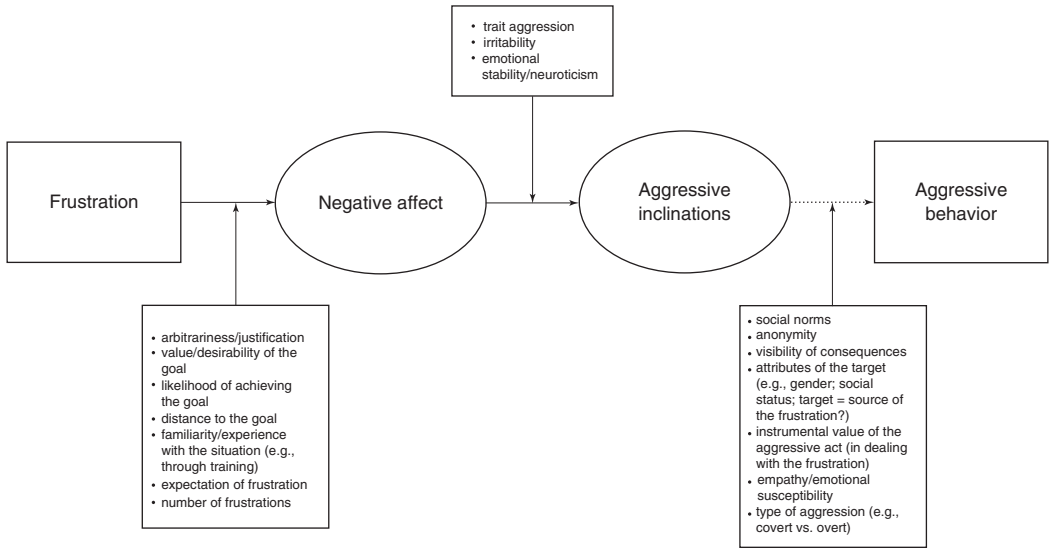 • trait aggression
• irritability
• emotional
stability/neuroticism
Frustration
Negative affect
Aggressive
inclinations
Aggressive
behavior
• arbitrariness/justification
• value/desirability of the
goal
• likelihood of achieving
the goal
• distance to the goal
• familiarity/experience
with the situation (e.g.,
through training)
• expectation of frustration
• number of frustrations
• social norms
• anonymity
• visibility of consequences
• attributes of the target
(e.g., gender; social
status; target = source of
the frustration?)
• instrumental value of the
aggressive act (in dealing
with the frustration)
• empathy/emotional
susceptibility
• type of aggression (e.g.,
covert vs. overt)